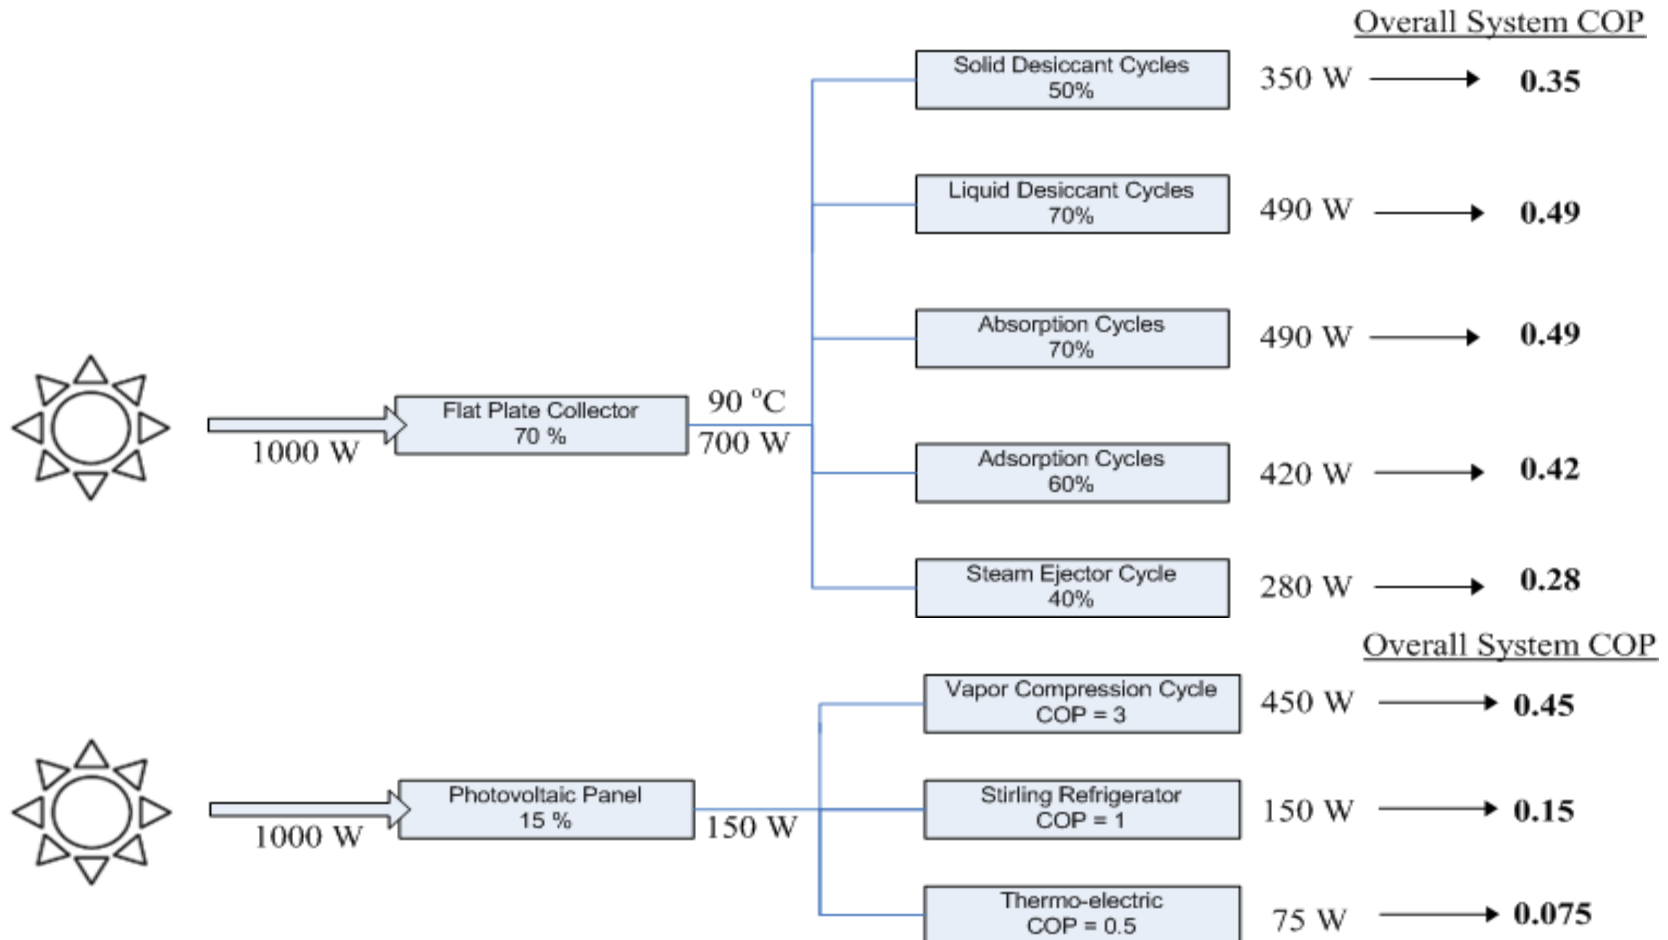 Overall System COP
Solid Desiccant Cycles
50%
350 W
0.35
Liquid Desiccant Cycles
70%
490 W
0.49
Absorption Cycles
70%
490 W
0.49
1000 W
Flat Plate Collector
70 %
90 °C
700 W
Adsorption Cycles
60%
420 W
0.42
Steam Ejector Cycle
40%
280 W
0.28
Overall System COP
Vapor Compression Cycle
COP = 3
450 W
0.45
1000 W
Photovoltaic Panel
15 %
150 W
Stirling Refrigerator
COP = 1
150 W
0.15
Thermo-electric
COP = 0.5
75 W
0.075